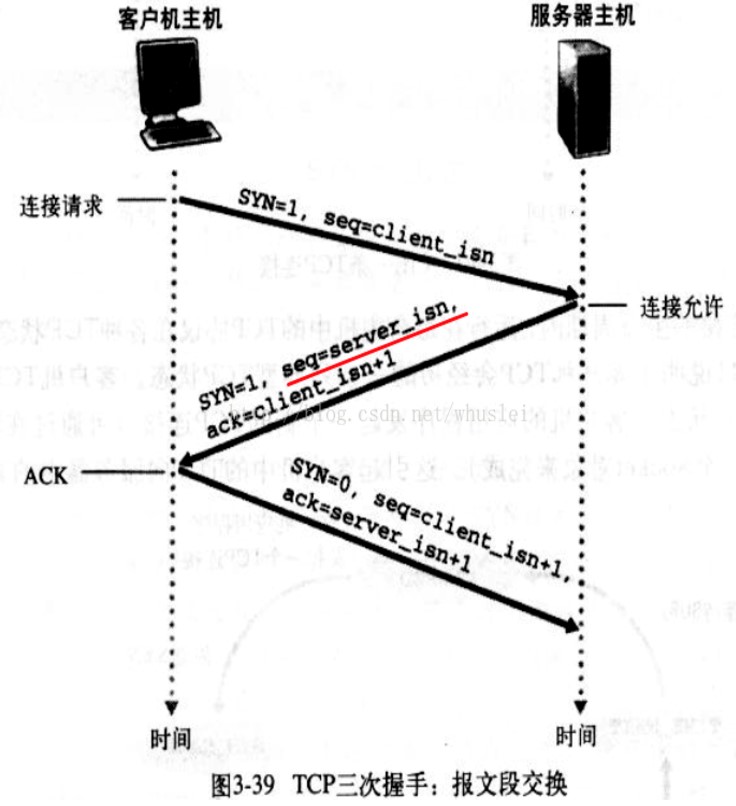 客户机主机
服务器主机
连接请求
SYN=1, seq=client_isn
连接允许
SYN=1, seq=server_isn,
ack=client_isn+1
http://blog.csdn.net/whuslei
ACK
SYN=0, seq=client_isn+1,
ack=server_isn+1
时间
时间
图3-39 TCP三次握手：报文段交换